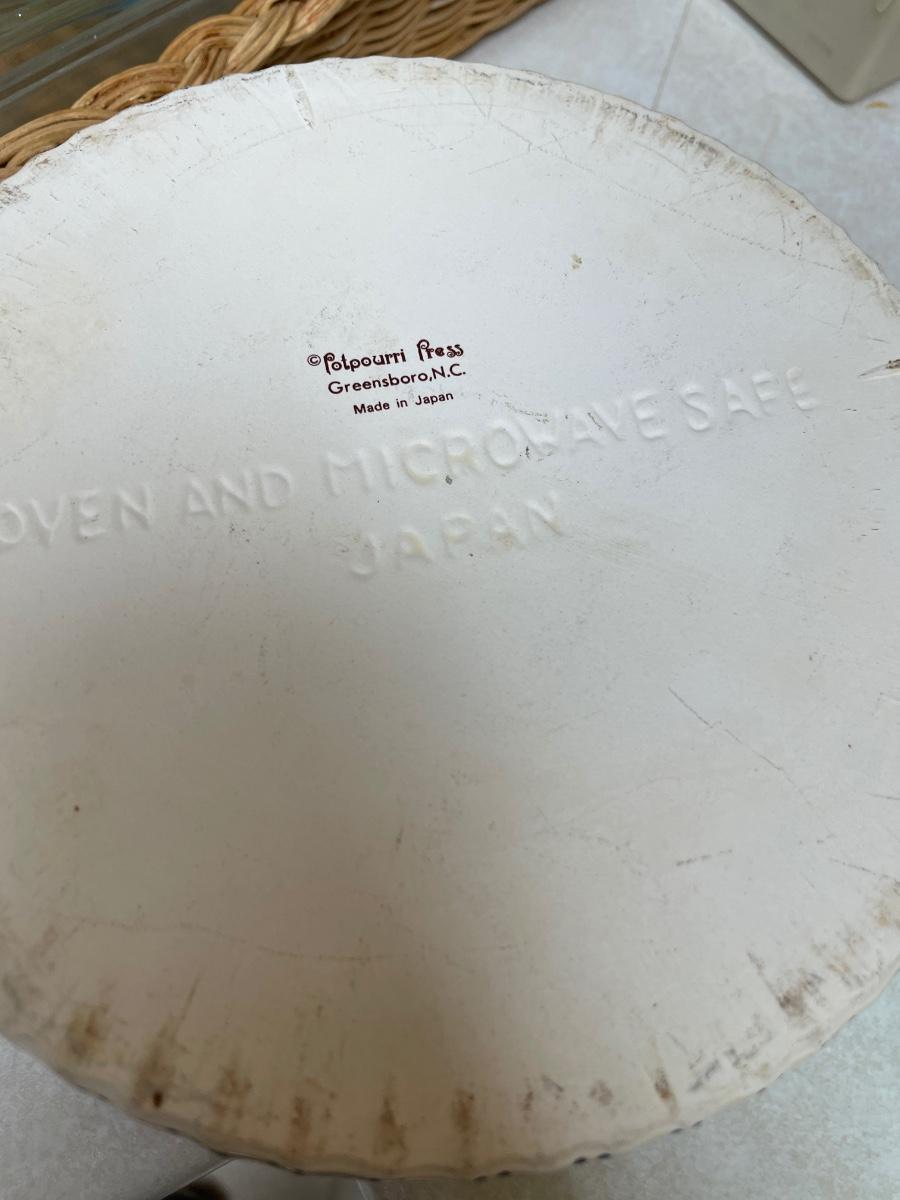 ©Potpourri Press
Greensboro,N.C.
Made in Japan
OVEN AND MICROWAVE SAFE
JAPAN